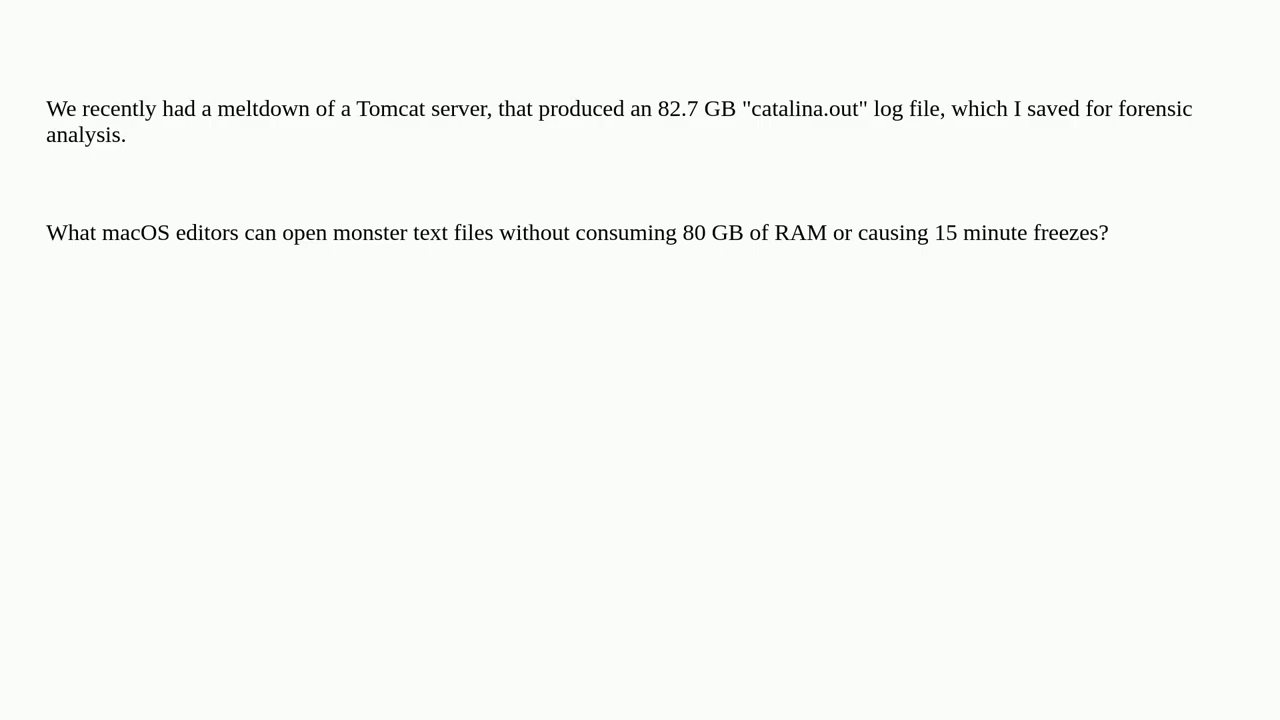 We recently had a meltdown of a Tomcat server, that produced an 82.7 GB "catalina.out" log file, which I saved for forensic
analysis.
What macOS editors can open monster text files without consuming 80 GB of RAM or causing 15 minute freezes?